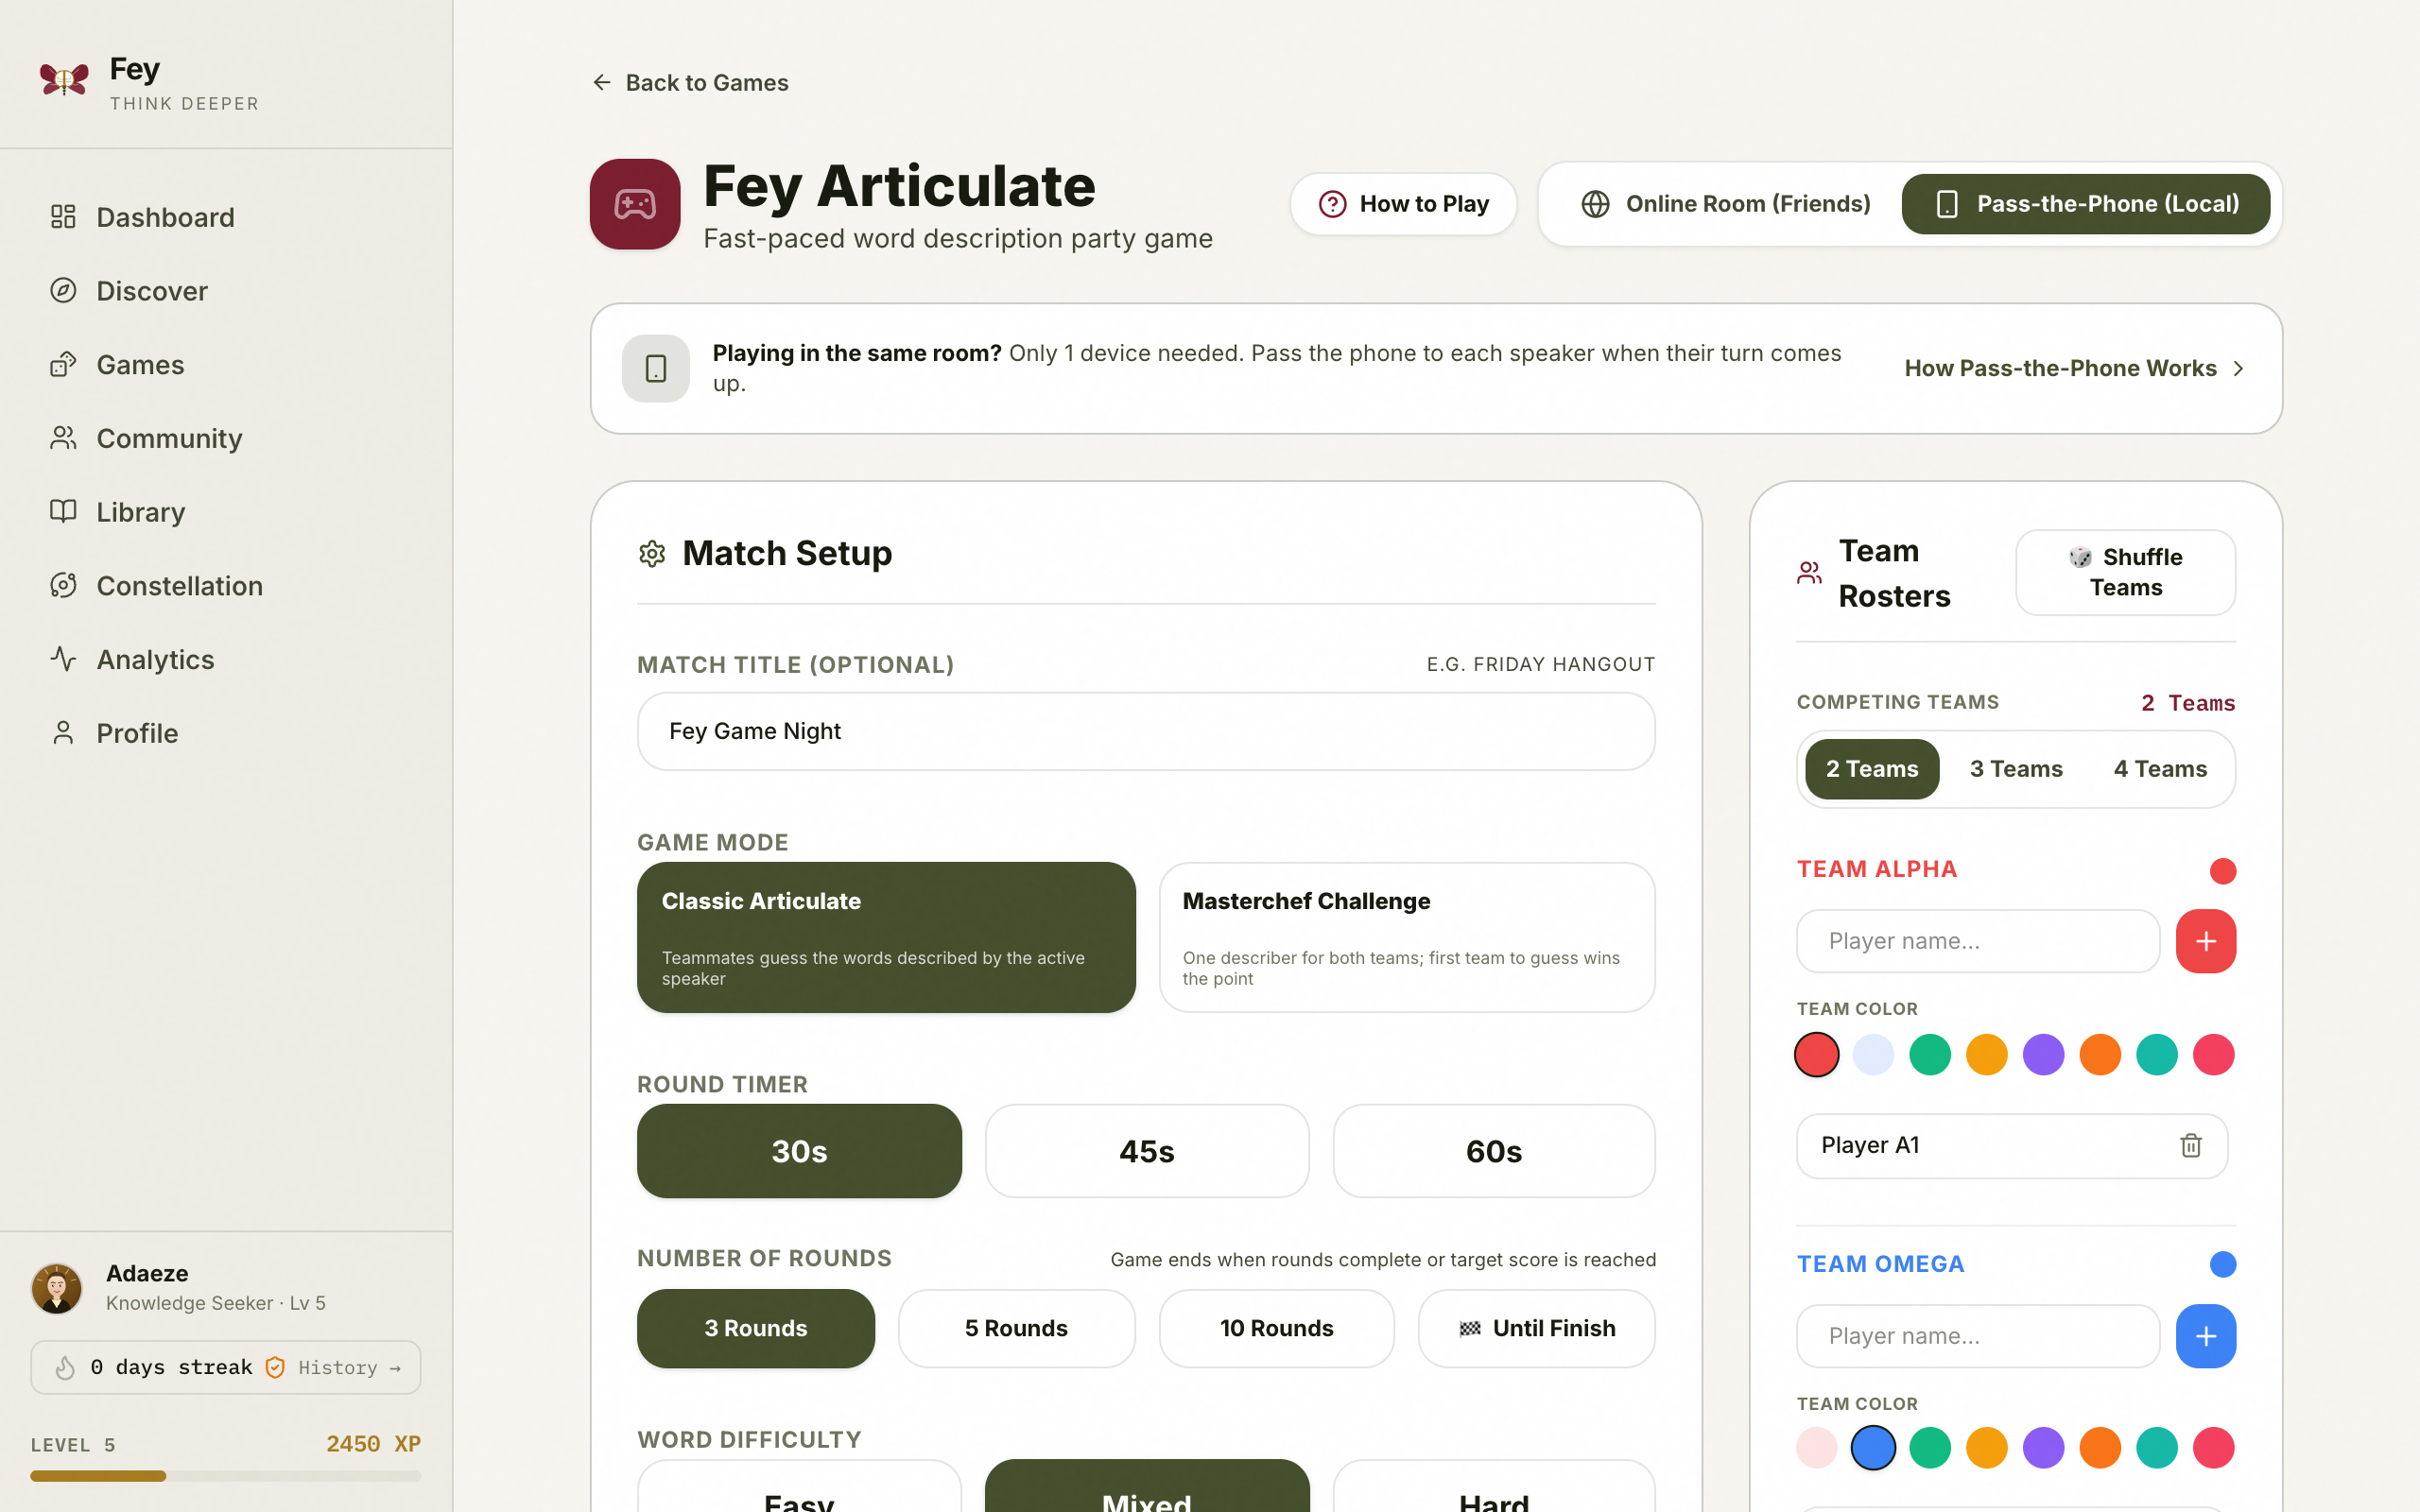 Fey
THINK DEEPER
Dashboard
Discover
Games
Community
Library
Constellation
Analytics
Profile
Adaeze
Knowledge Seeker · Lv 5
0 days streak
History →
LEVEL 5
2450 XP
Back to Games
Fey Articulate
Fast-paced word description party game
How to Play
Online Room (Friends)
Pass-the-Phone (Local)
Playing in the same room? Only 1 device needed. Pass the phone to each speaker when their turn comes
up.
How Pass-the-Phone Works
Match Setup
MATCH TITLE (OPTIONAL)
E.G. FRIDAY HANGOUT
Fey Game Night
GAME MODE
Classic Articulate
Teammates guess the words described by the active
speaker
Masterchef Challenge
One describer for both teams; first team to guess wins
the point
ROUND TIMER
30s
45s
60s
NUMBER OF ROUNDS
Game ends when rounds complete or target score is reached
3 Rounds
5 Rounds
10 Rounds
Until Finish
WORD DIFFICULTY
Easy
Mixed
Hard
Team
Rosters
Shuffle
Teams
COMPETING TEAMS
2 Teams
2 Teams
3 Teams
4 Teams
TEAM ALPHA
Player name...
TEAM COLOR
Player A1
TEAM OMEGA
Player name...
TEAM COLOR